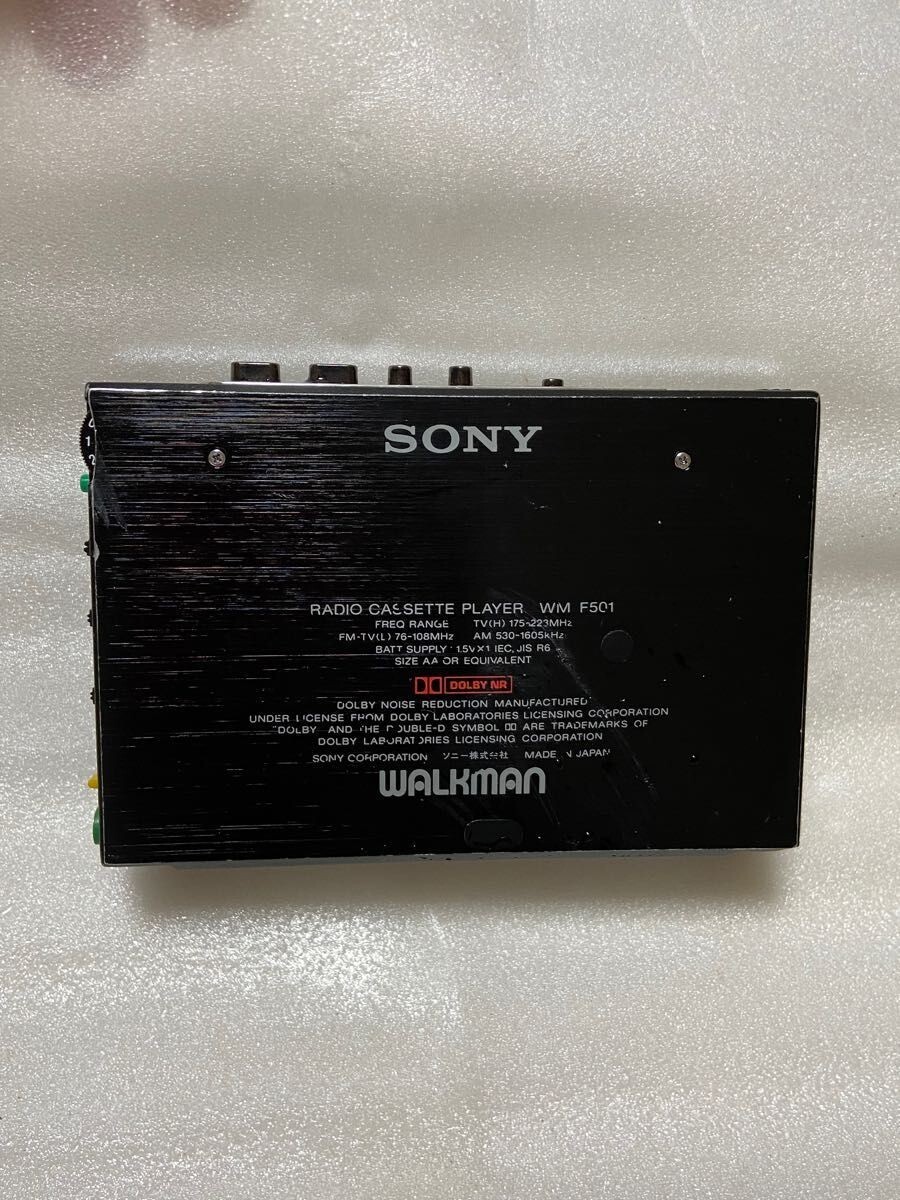 SONY
1
2
RADIO CASSETTE PLAYER WM F501
FREQ RANGE TV(H) 175-223MHz
FM·TV(L) 76-108MHz AM 530-1605kHz
BATT SUPPLY 1.5V×1 IEC, JIS R6
SIZE AA OR EQUIVALENT
DOLBY NR
DOLBY NOISE REDUCTION MANUFACTURED
UNDER LICENSE FROM DOLBY LABORATORIES LICENSING CORPORATION
"DOLBY" AND THE DOUBLE-D SYMBOL ARE TRADEMARKS OF
DOLBY LABORATORIES LICENSING CORPORATION
SONY CORPORATION ソニー株式会社 MADE IN JAPAN
WALKMAN